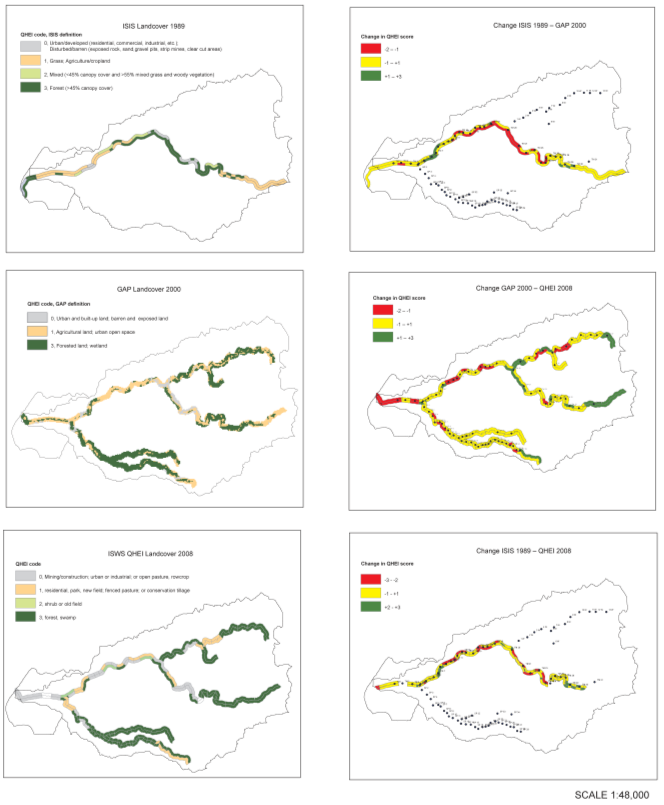 ISIS Landcover 1989
QHEI code, ISIS definition
0, Urban/developed (residential, commercial, industrial, etc.)
Disturbed/barren (exposed rock, sand gravel pits, strip mines, clear cut areas)
1, Grass; Agriculture/cropland
2, Mixed (<45% canopy cover and >55% mixed grass and woody vegetation)
3, Forest (>45% canopy cover)
Change ISIS 1989 – GAP 2000
Change in QHEI score
-2 – -1
-1 – +1
+1 – +3
GAP Landcover 2000
QHEI code, GAP definition
0, Urban and built-up land; barren and exposed land
1, Agricultural land; urban open space
3, Forested land; wetland
Change GAP 2000 – QHEI 2008
Change in QHEI score
-2 – -1
-1 – +1
+1 – +3
ISWS QHEI Landcover 2008
QHEI code
0, Mining/construction; urban or industrial; or open pasture, rowcrop
1, residential, park, new field; fenced pasture; or conservation tillage
2, shrub or old field
3, forest, swamp
Change ISIS 1989 – QHEI 2008
Change in QHEI score
-3 – -2
-1 – +1
+2 – +3
SCALE 1:48,000